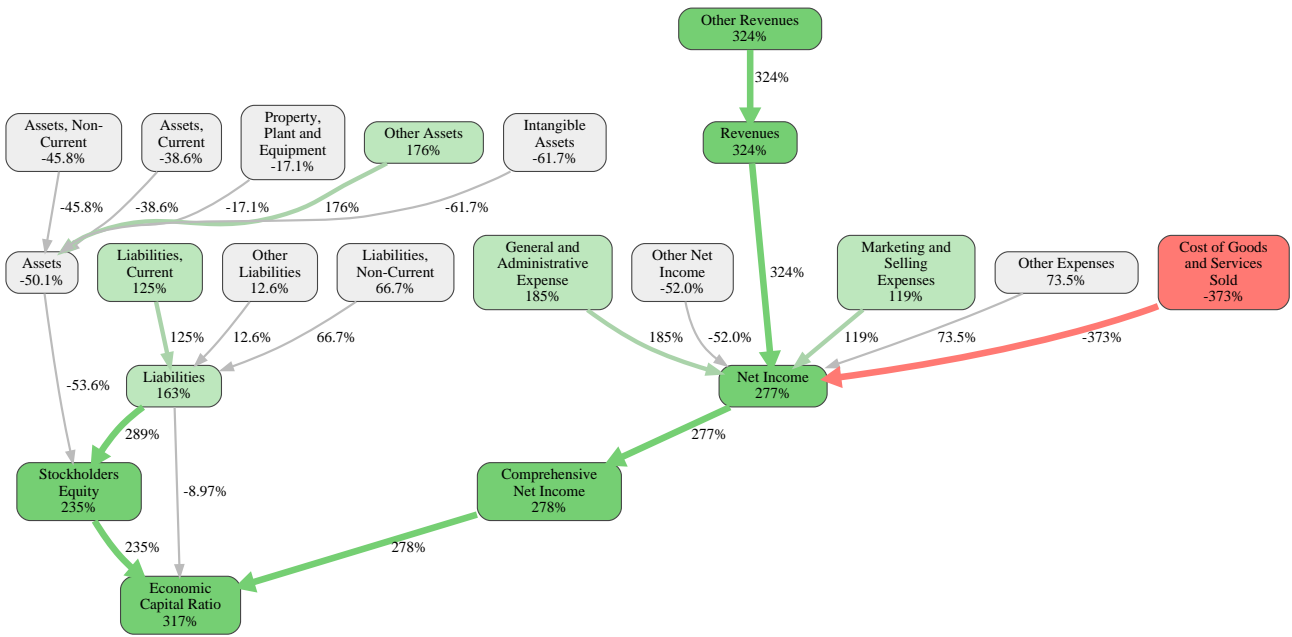 Other Revenues
324%
324%
Assets, Non-
Current
-45.8%
Assets,
Current
-38.6%
Property,
Plant and
Equipment
-17.1%
Other Assets
176%
Intangible
Assets
-61.7%
Revenues
324%
-45.8%
-38.6%
-17.1%
176%
-61.7%
Assets
-50.1%
Liabilities,
Current
125%
Other
Liabilities
12.6%
Liabilities,
Non-Current
66.7%
General and
Administrative
Expense
185%
Other Net
Income
-52.0%
324%
Marketing and
Selling
Expenses
119%
Other Expenses
73.5%
Cost of Goods
and Services
Sold
-373%
125%
12.6%
66.7%
185%
-52.0%
119%
73.5%
-373%
-53.6%
Liabilities
163%
Net Income
277%
289%
277%
Stockholders
Equity
235%
-8.97%
Comprehensive
Net Income
278%
235%
278%
Economic
Capital Ratio
317%